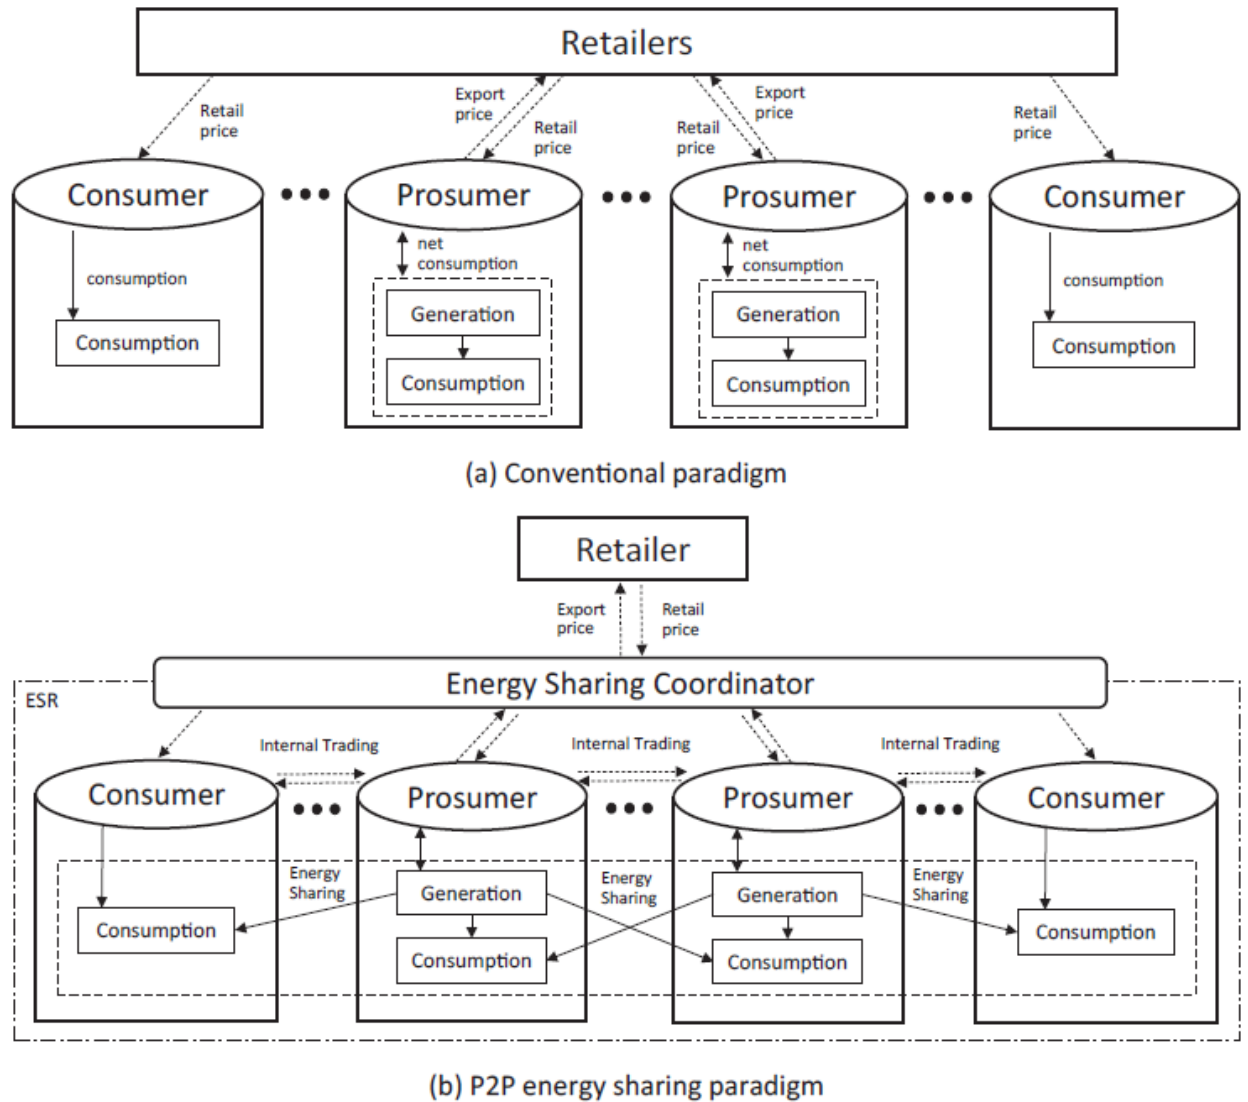 Retailers
Retail
price
Export
price
Retail
price
Retail
price
Export
price
Retail
price
Consumer
Prosumer
Prosumer
Consumer
consumption
net
consumption
net
consumption
consumption
Consumption
Generation
Consumption
Generation
Consumption
Consumption
(a) Conventional paradigm
Retailer
Export
price
Retail
price
Energy Sharing Coordinator
ESR
Internal Trading
Internal Trading
Internal Trading
Consumer
Prosumer
Prosumer
Consumer
Energy
Sharing
Energy
Sharing
Energy
Sharing
Consumption
Generation
Consumption
Generation
Consumption
Consumption
(b) P2P energy sharing paradigm